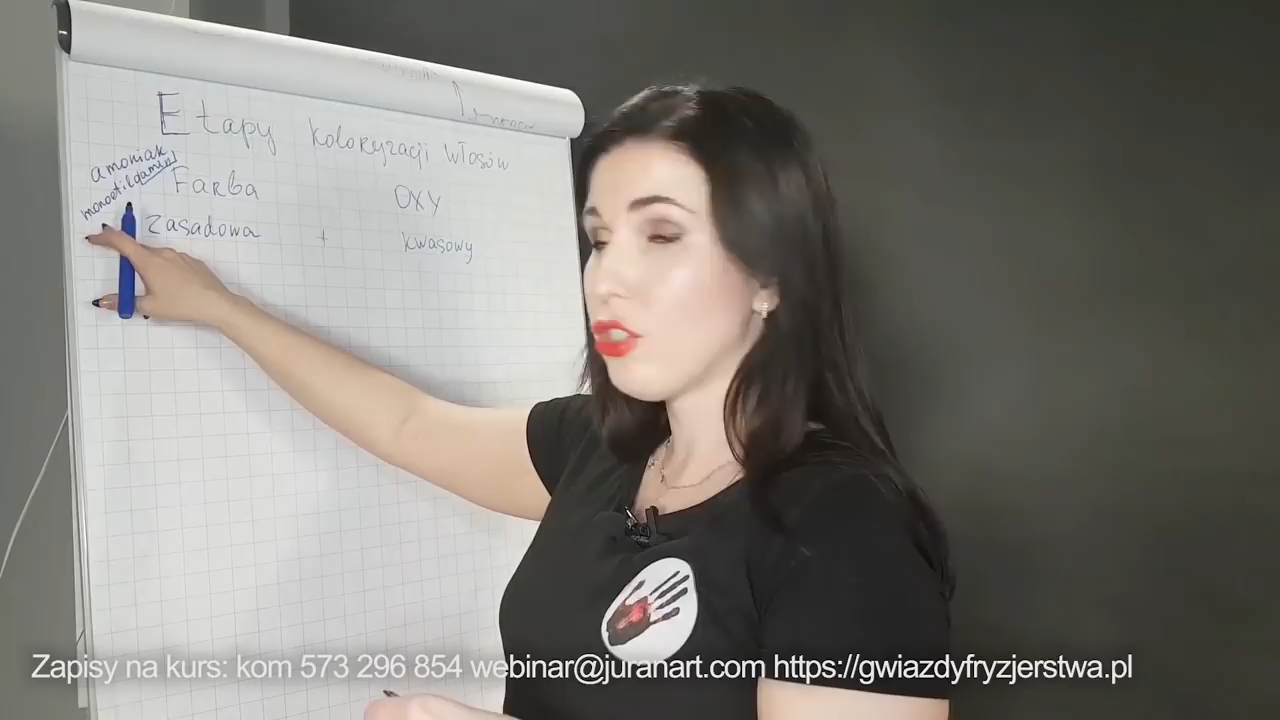 Etapy koloryzacji włosów
amoniak
Farba
OXY
zasadowa + kwasowy
Zapisy na kurs: kom 573 296 854 webinar@juranart.com https://gwiazdyfryzjerstwa.pl